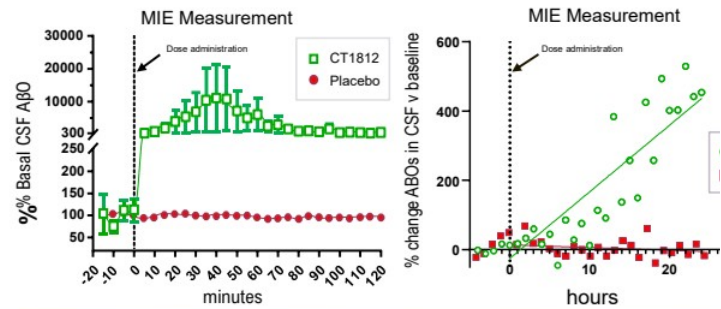 MIE Measurement
Dose administration
CT1812
Placebo
%% Basal CSF AβO
30000
20000
10000
300
250
200
150
100
50
-20 -10 0 10 20 30 40 50 60 70 80 90 100 110 120
minutes
MIE Measurement
Dose administration
% change ABOs in CSF v baseline
600
400
200
0
0 10 20
hours